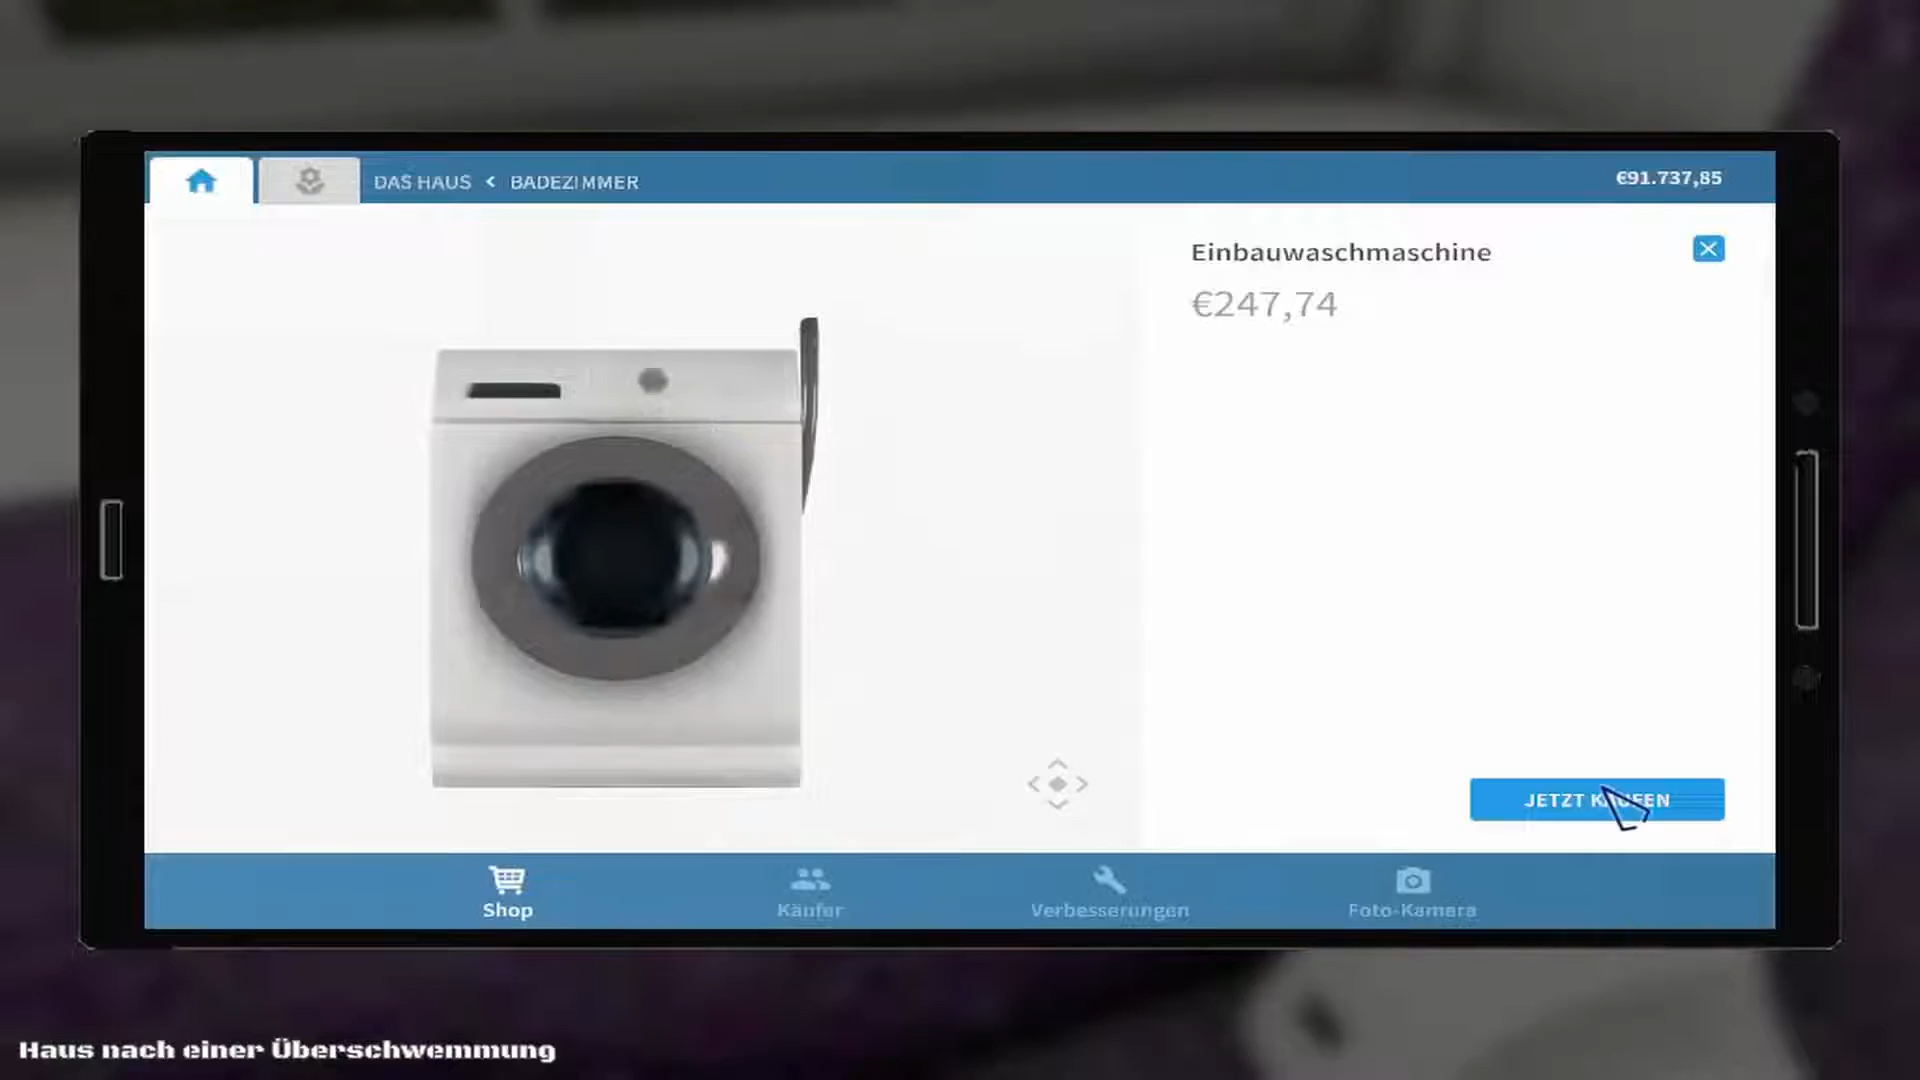 DAS HAUS < BADEZIMMER
€91.737,85
Einbauwaschmaschine
€247,74
JETZT KAUFEN
Shop
Käufer
Verbesserungen
Foto-Kamera
Haus nach einer Überschwemmung